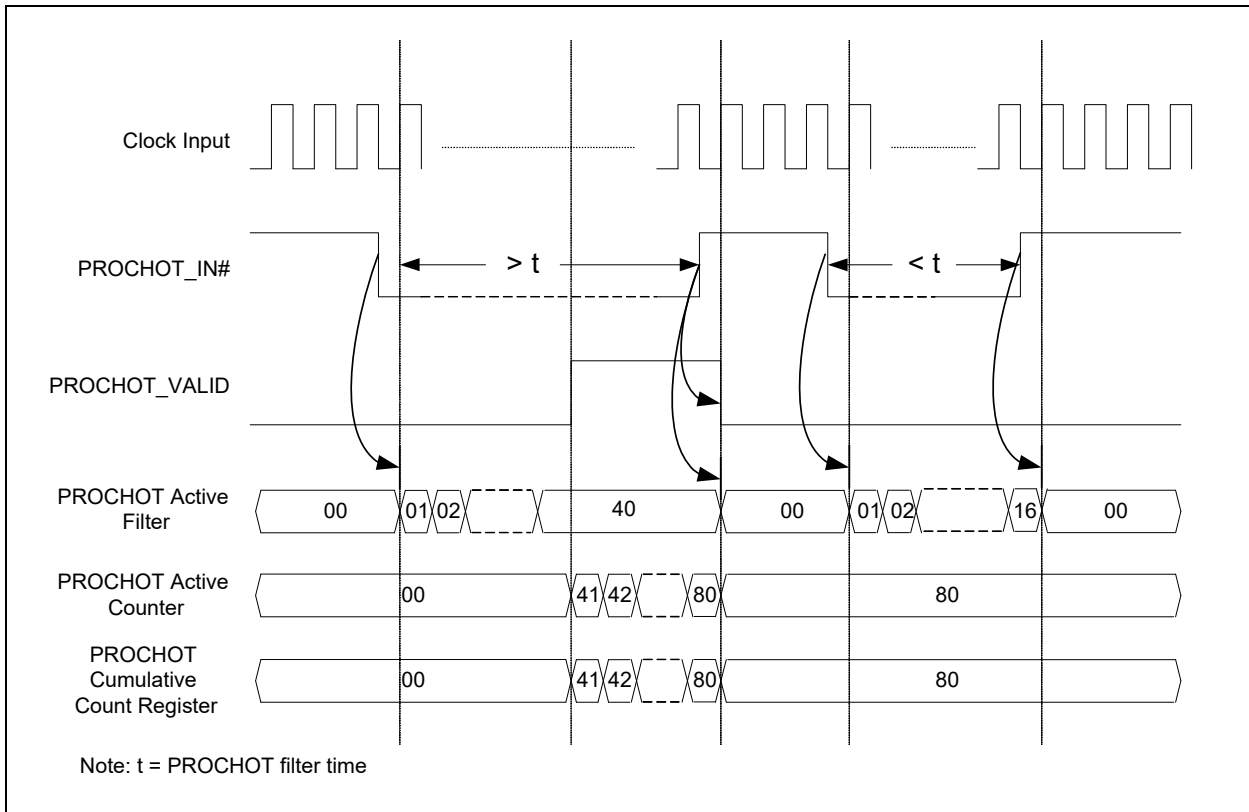 Clock Input
PROCHOT_IN#
> t
< t
PROCHOT_VALID
PROCHOT Active
Filter
00 01 02 40 00 01 02 16 00
PROCHOT Active
Counter
00 41 42 80 80
PROCHOT
Cumulative
Count Register
00 41 42 80 80
Note: t = PROCHOT filter time